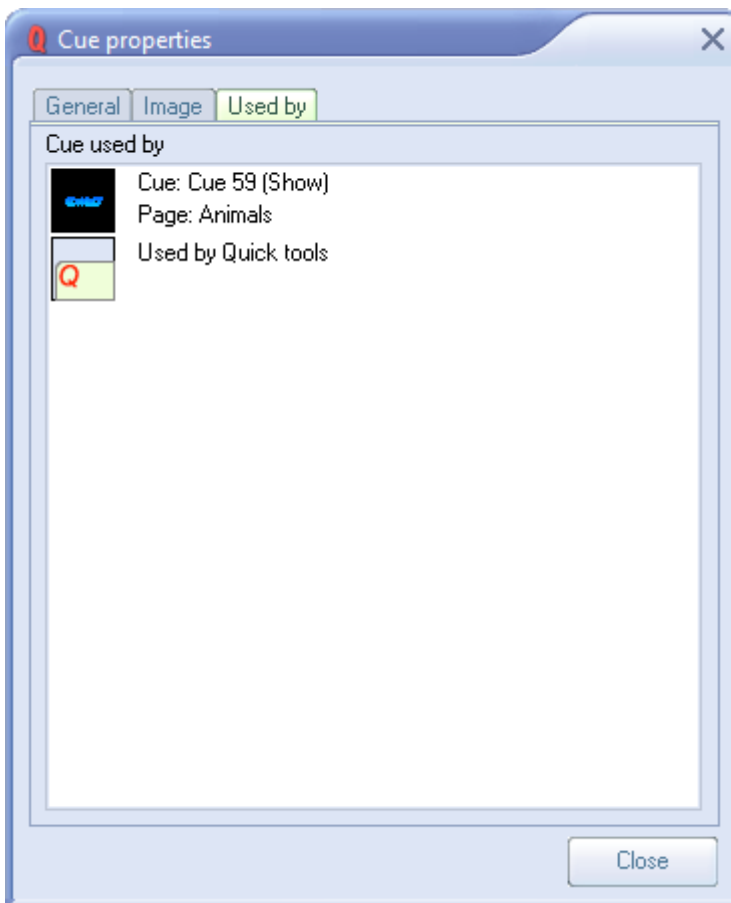 Cue properties
General Image Used by
Cue used by
Cue: Cue 59 (Show)
Page: Animals
Q Used by Quick tools
Close